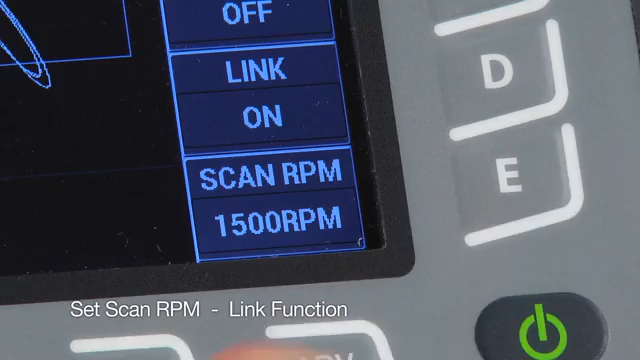 OFF
LINK
ON
SCAN RPM
1500RPM
D
E
Set Scan RPM - Link Function